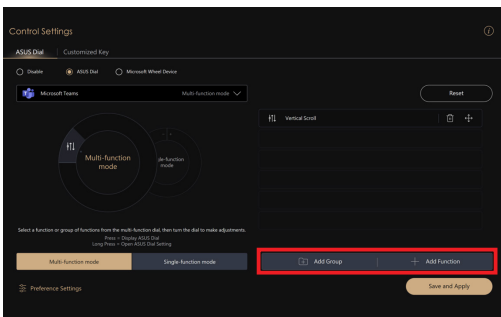 Control Settings
ASUS Dial
Customized Key
Disable
ASUS Dial
Microsoft Wheel Device
Microsoft Teams
Multi-function mode
Reset
Vertical Scroll
Multi-function
mode
gle-function
mode
Select a function or group of functions from the multi-function dial, then turn the dial to make adjustments.
Press = Display ASUS Dial
Long Press = Open ASUS Dial Setting
Multi-function mode
Single-function mode
Add Group
Add Function
Preference Settings
Save and Apply